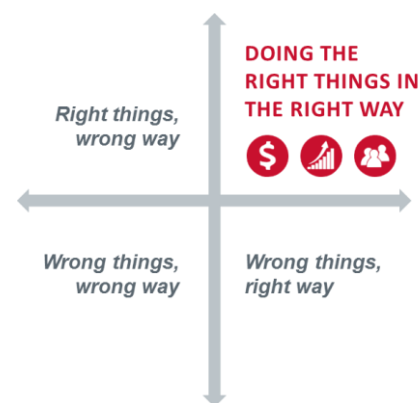 DOING THE
RIGHT THINGS IN
THE RIGHT WAY
Right things,
wrong way
$
Wrong things,
wrong way
Wrong things,
right way